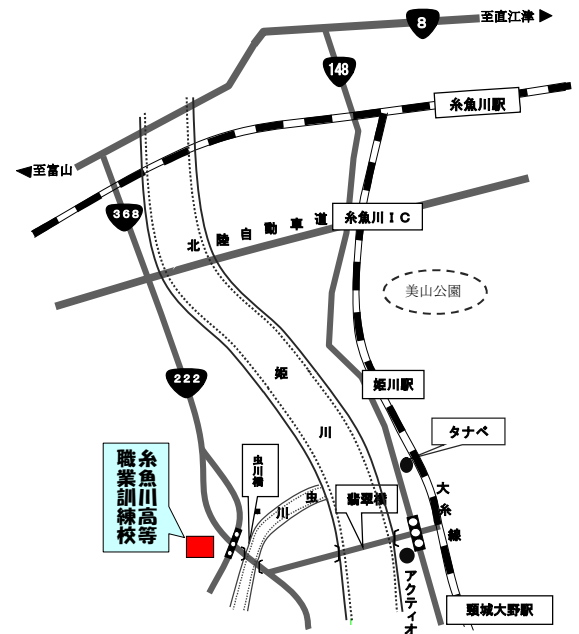 至直江津
8
148
糸魚川駅
至富山
368
北陸自動車道
糸魚川ＩＣ
美山公園
姫川
姫川駅
222
タナベ
糸魚川高等
職業訓練校
虫川橋
虫川
翡翠橋
大糸線
アクティオ
頸城大野駅